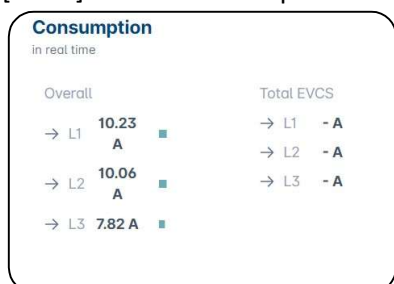 Consumption
in real time
Overall
Total EVCS
→ L1 10.23 A
→ L1 - A
→ L2 10.06 A
→ L2 - A
→ L3 7.82 A
→ L3 - A